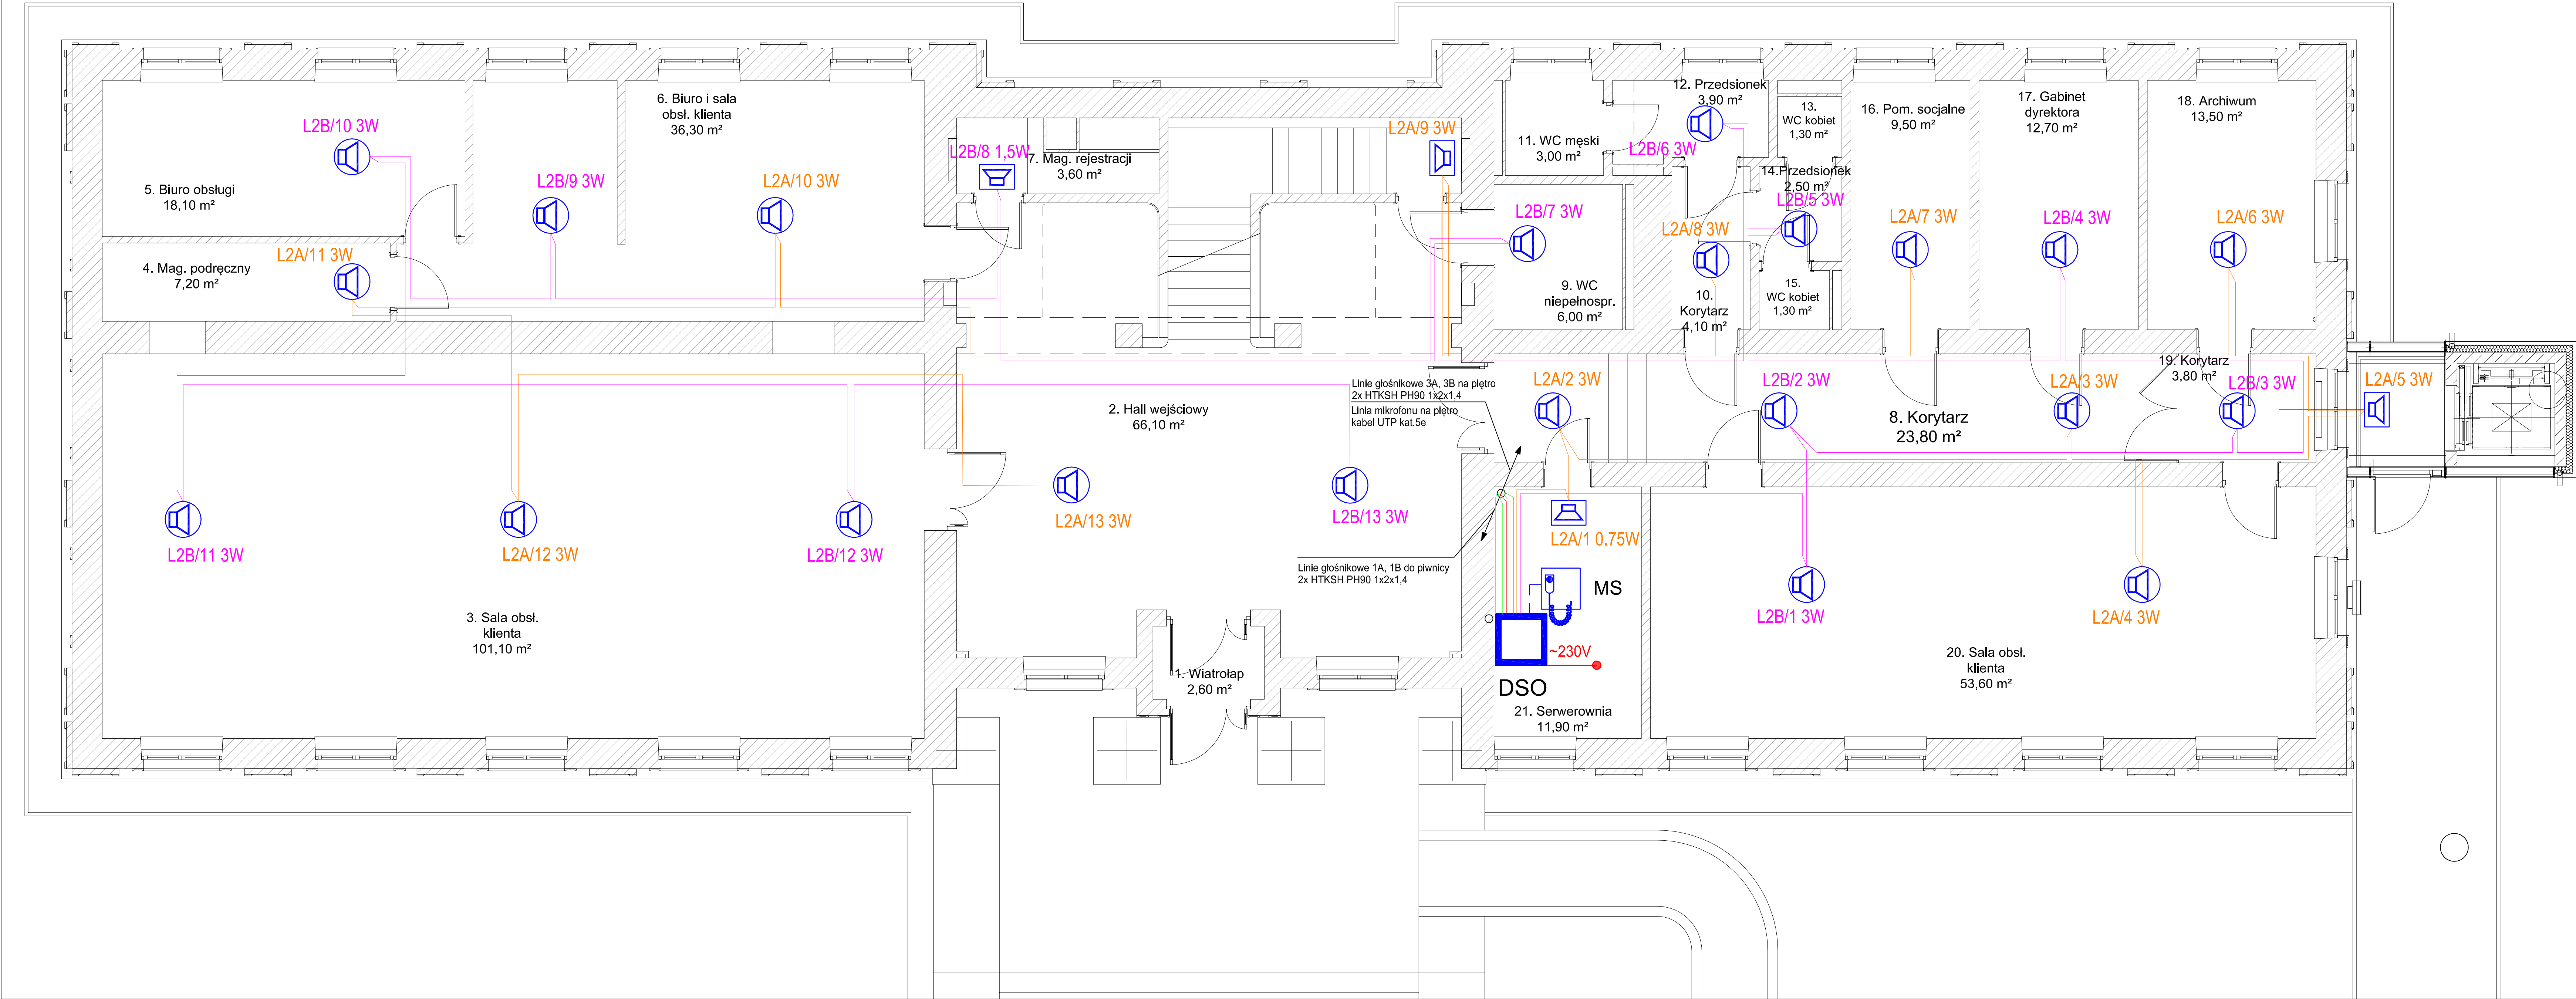 6. Biuro i sala
obsł. klienta
36,30 m²
L2B/10 3W
5. Biuro obsługi
18,10 m²
L2B/9 3W
L2A/10 3W
L2A/11 3W
4. Mag. podręczny
7,20 m²
L2B/8 1,5W
7. Mag. rejestracji
3,60 m²
L2A/9 3W
11. WC męski
3,00 m²
12. Przedsionek
3,90 m²
L2B/6 3W
13.
WC kobiet
1,30 m²
14.Przedsionek
2,50 m²
L2B/5 3W
16. Pom. socjalne
9,50 m²
17. Gabinet
dyrektora
12,70 m²
18. Archiwum
13,50 m²
L2B/7 3W
L2A/8 3W
L2A/7 3W
L2B/4 3W
L2A/6 3W
9. WC
niepełnospr.
6,00 m²
10.
Korytarz
4,10 m²
15.
WC kobiet
1,30 m²
19. Korytarz
3,80 m²
Linie głośnikowe 3A, 3B na piętro
2x HTKSH PH90 1x2x1,4
Linia mikrofonu na piętro
kabel UTP kat.5e
L2A/2 3W
L2B/2 3W
L2A/3 3W
L2B/3 3W
L2A/5 3W
8. Korytarz
23,80 m²
2. Hall wejściowy
66,10 m²
L2A/13 3W
L2B/13 3W
L2B/11 3W
L2A/12 3W
L2B/12 3W
L2A/1 0.75W
Linie głośnikowe 1A, 1B do piwnicy
2x HTKSH PH90 1x2x1,4
MS
L2B/1 3W
L2A/4 3W
3. Sala obsł.
klienta
101,10 m²
~230V
DSO
1. Wiatrołap
2,60 m²
20. Sala obsł.
klienta
53,60 m²
21. Serwerownia
11,90 m²